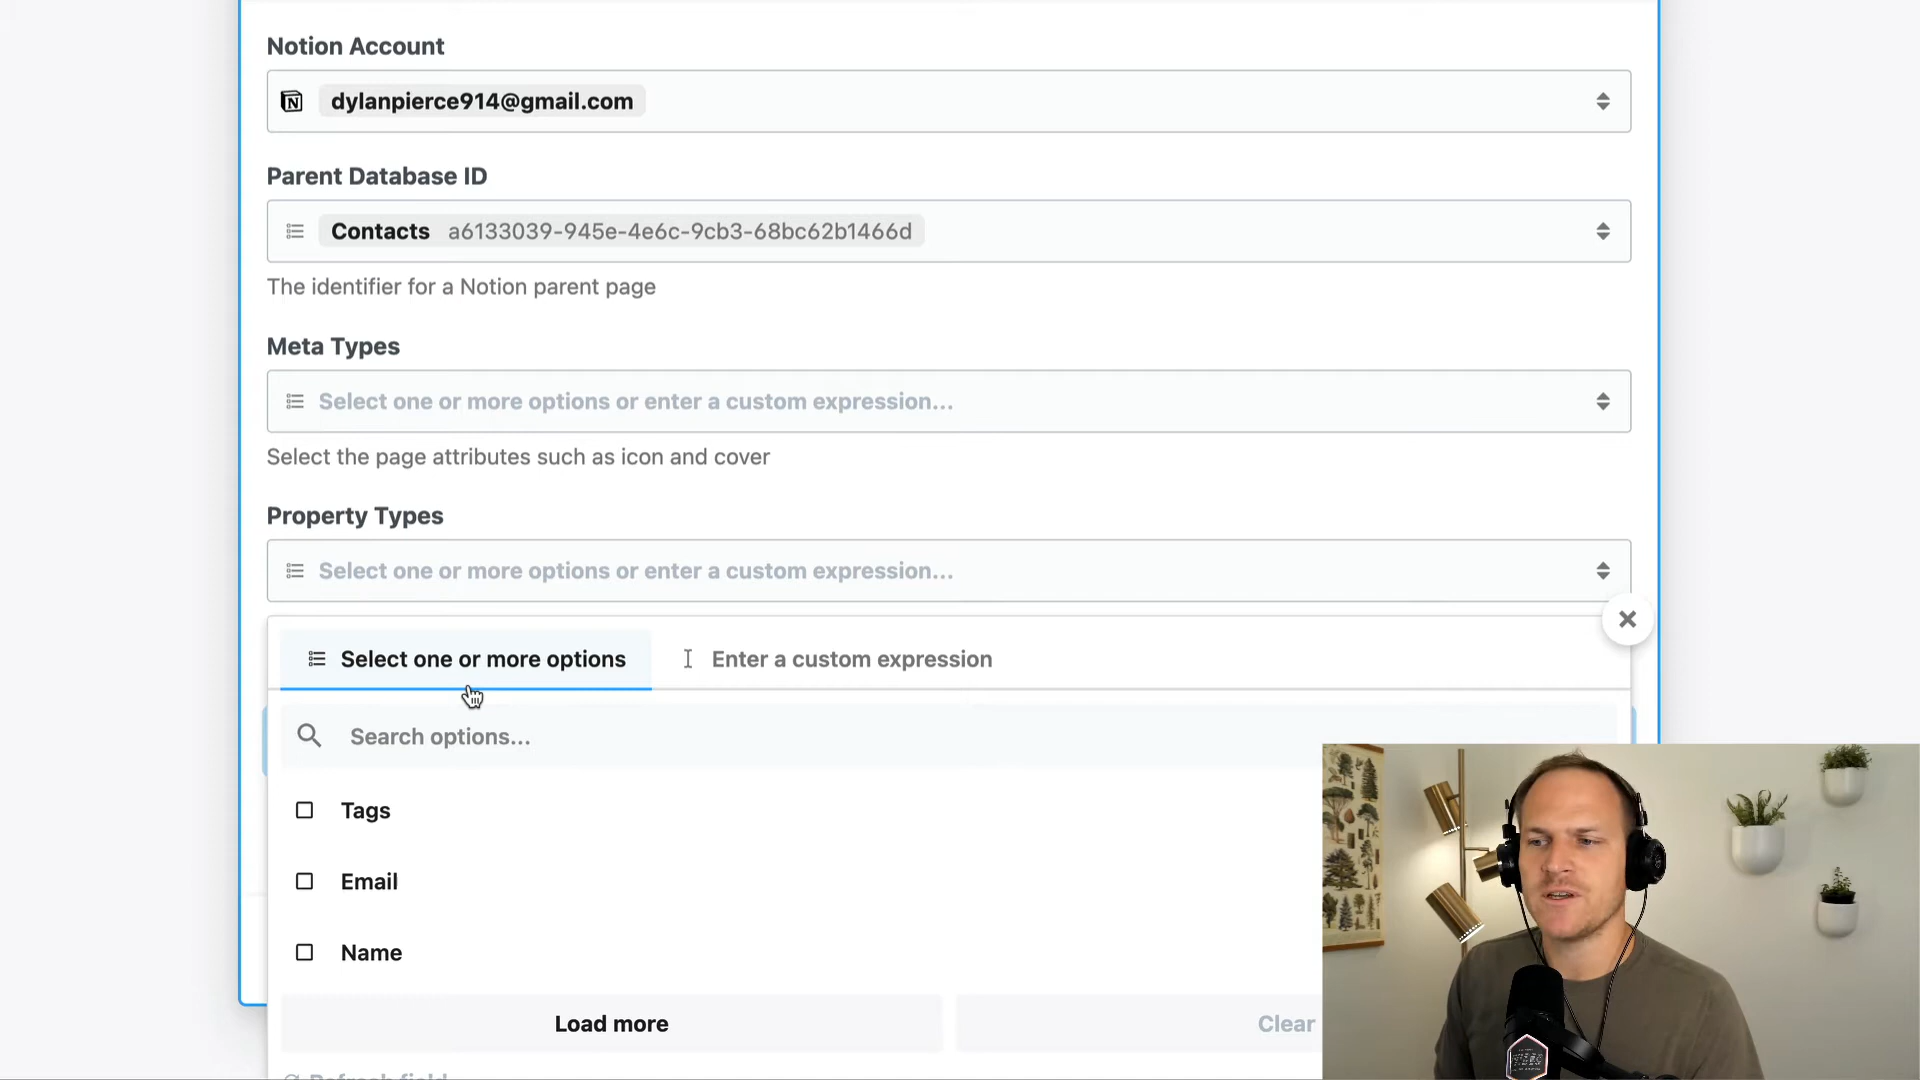 Notion Account
dylanpierce914@gmail.com
Parent Database ID
Contacts a6133039-945e-4e6c-9cb3-68bc62b1466d
The identifier for a Notion parent page
Meta Types
Select one or more options or enter a custom expression...
Select the page attributes such as icon and cover
Property Types
Select one or more options or enter a custom expression...
Select one or more options Enter a custom expression
Search options...
Tags
Email
Name
Load more Clear
Refresh field